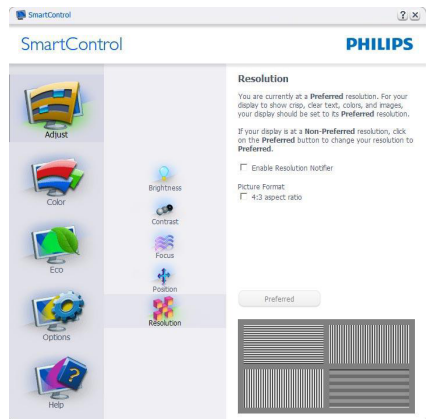 SmartControl
SmartControl
PHILIPS
Adjust
Color
Eco
Options
Help
Brightness
Contrast
Focus
Position
Resolution
Resolution
You are currently at a Preferred resolution. For your
display to show crisp, clear text, colors, and images,
your display should be set to its Preferred resolution.
If your display is at a Non-Preferred resolution, click
on the Preferred button to change your resolution to
Preferred.
Enable Resolution Notifier
Picture Format
4:3 aspect ratio
Preferred